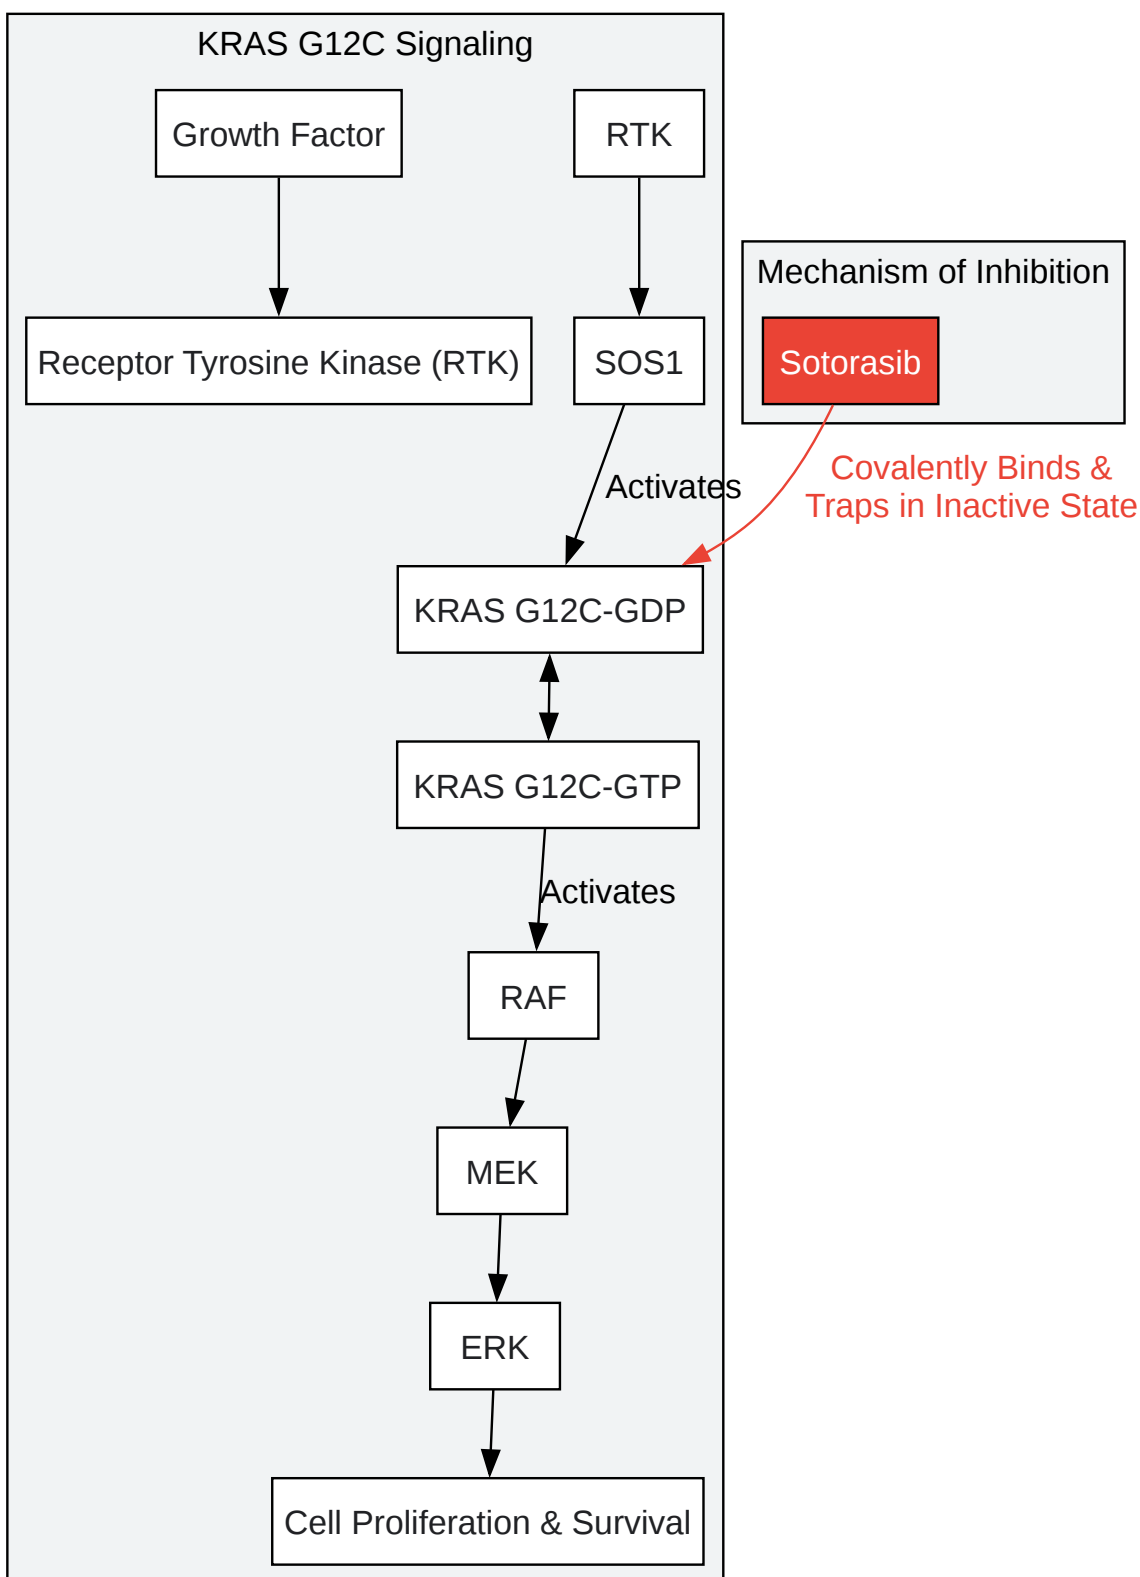 KRAS G12C Signaling
Growth Factor
RTK
Mechanism of Inhibition
Receptor Tyrosine Kinase (RTK)
SOS1
Sotorasib
Activates
Covalently Binds &
Traps in Inactive State
KRAS G12C-GDP
KRAS G12C-GTP
Activates
RAF
MEK
ERK
Cell Proliferation & Survival